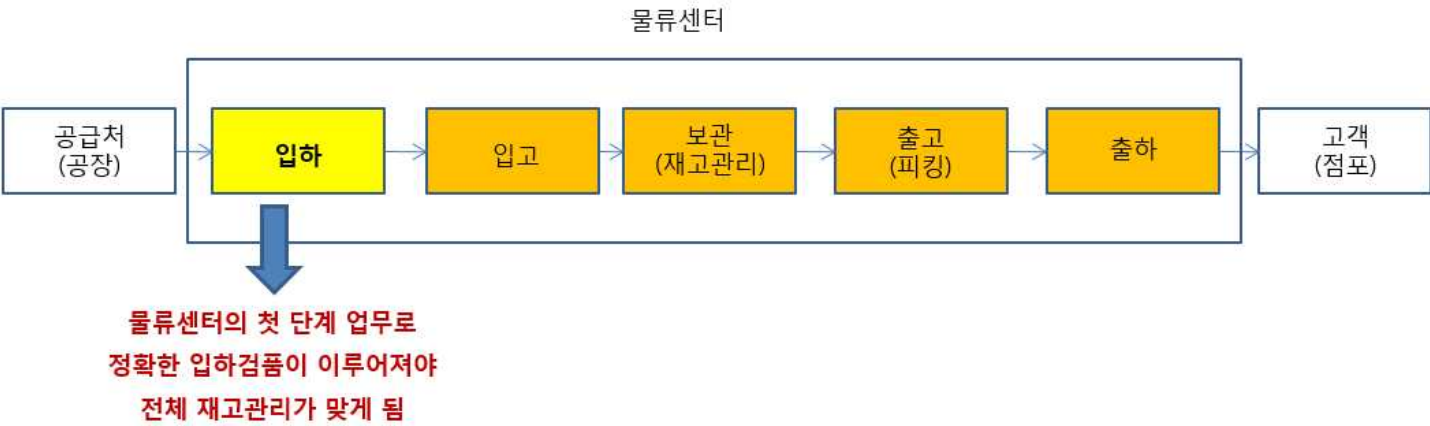 물류센터
공급처
(공장)
입하
입고
보관
(재고관리)
출고
(피킹)
출하
고객
(점포)
물류센터의 첫 단계 업무로
정확한 입하검품이 이루어져야
전체 재고관리가 맞게 됨